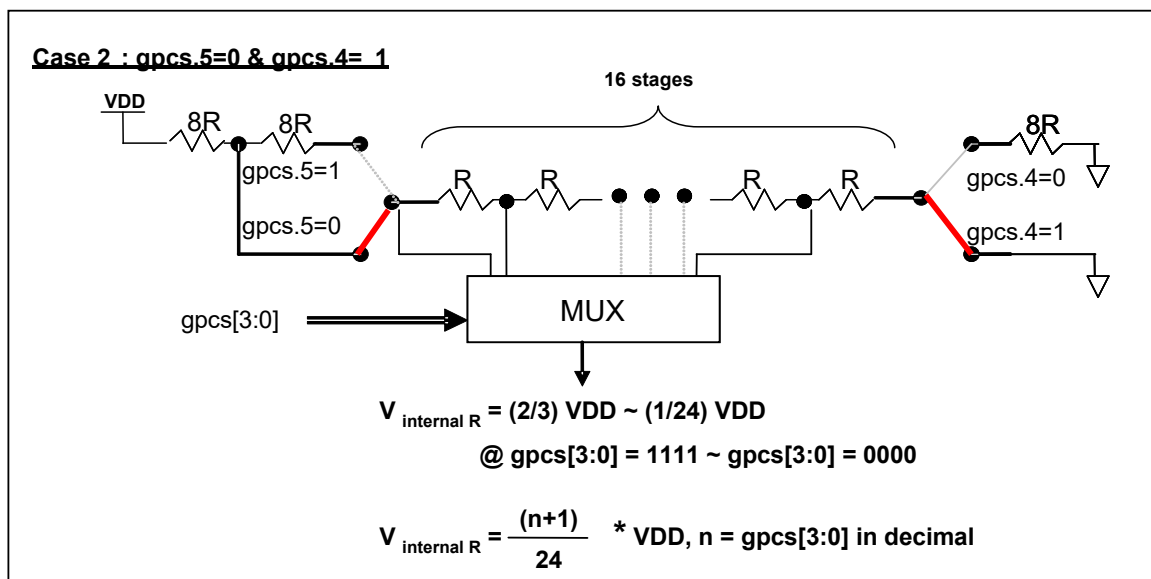 Case 2 : gpcs.5=0 & gpcs.4= 1
16 stages
VDD
8R 8R 8R
gpcs.5=1 R R R R gpcs.4=0
gpcs.5=0 gpcs.4=1
MUX
gpcs[3:0]
V internal R = (2/3) VDD ~ (1/24) VDD
@ gpcs[3:0] = 1111 ~ gpcs[3:0] = 0000
(n+1)
V internal R = * VDD, n = gpcs[3:0] in decimal
24